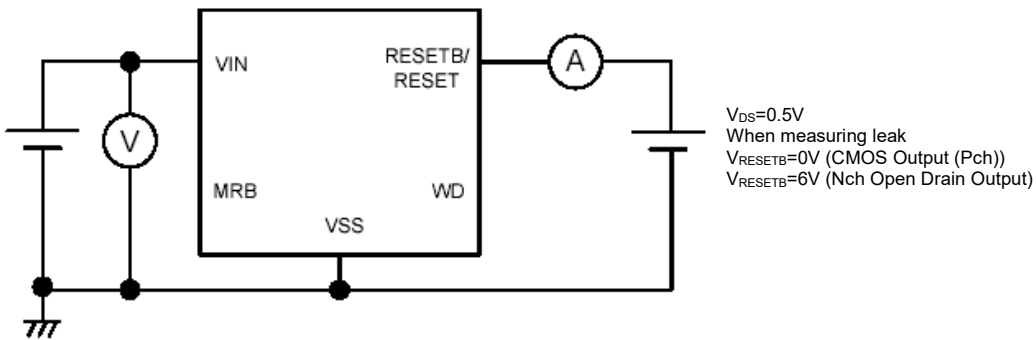 VIN
RESETB/
RESET
A
V
MRB
WD
VSS
VDS=0.5V
When measuring leak
VRESETB=0V (CMOS Output (Pch))
VRESETB=6V (Nch Open Drain Output)